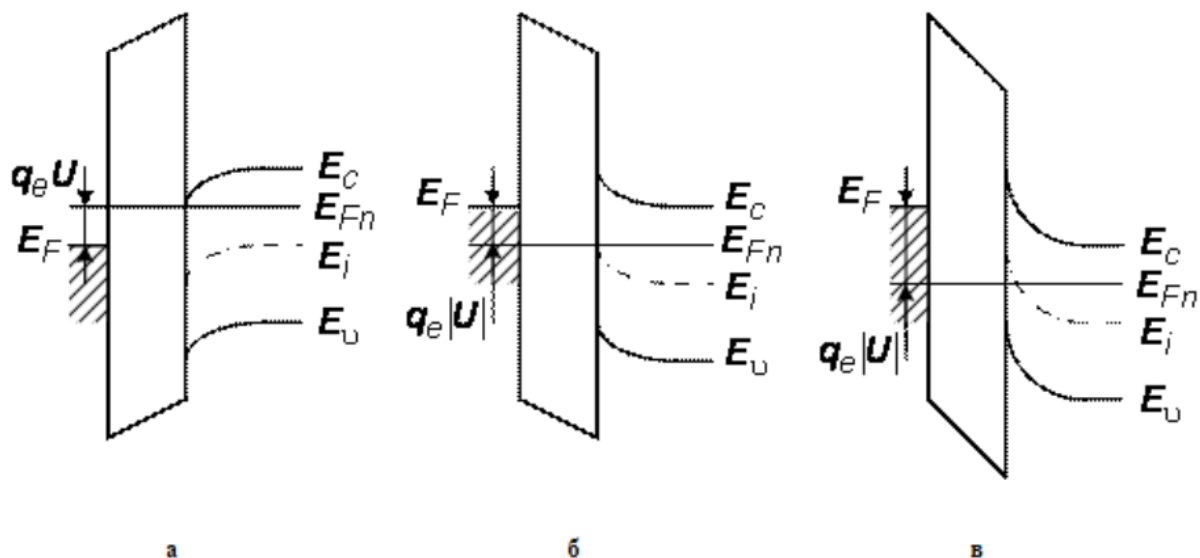 q_e U
E_F
E_c
E_Fn
E_i
E_υ
E_F
q_e|U|
E_c
E_Fn
E_i
E_υ
E_F
q_e|U|
E_c
E_Fn
E_i
E_υ
а
б
в